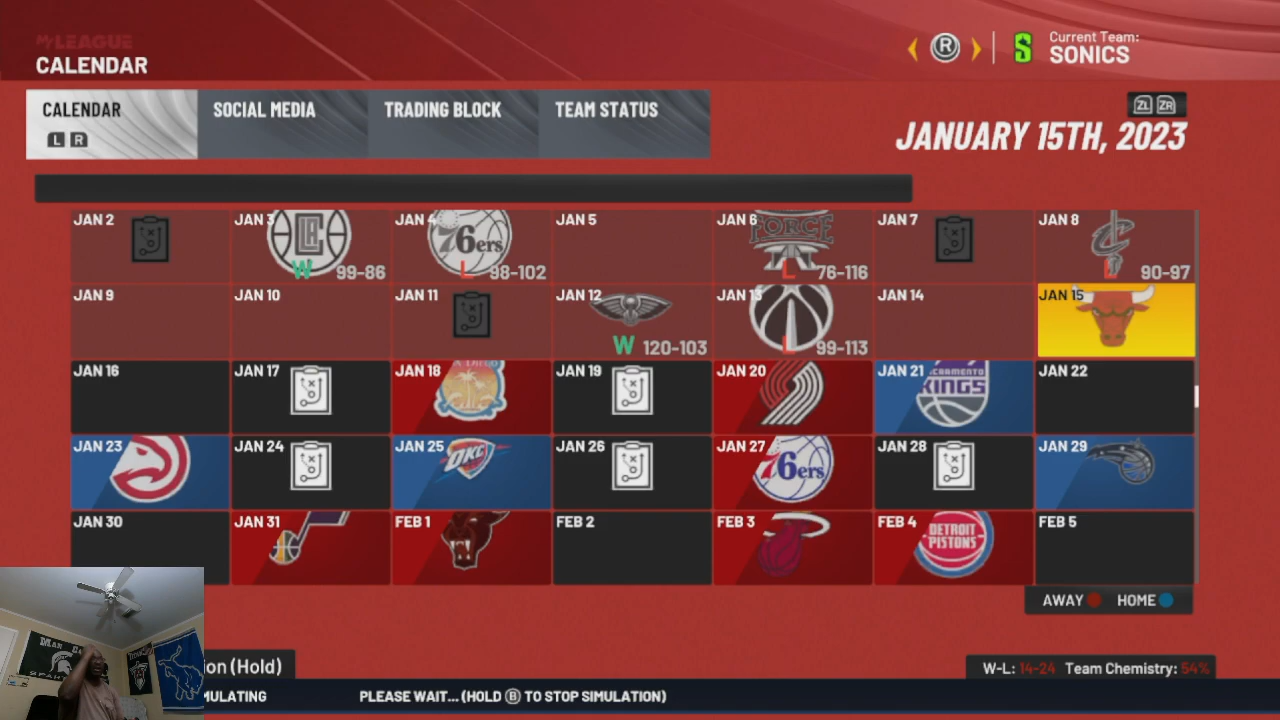 MyLEAGUE
CALENDAR
R
Current Team:
SONICS
CALENDAR
L R
SOCIAL MEDIA
TRADING BLOCK
TEAM STATUS
ZL ZR
JANUARY 15TH, 2023
JAN 2
JAN 3
W 99-86
JAN 4
76ers
L 98-102
JAN 5
JAN 6
FORCE
L 76-116
JAN 7
JAN 8
L 90-97
JAN 9
JAN 10
JAN 11
JAN 12
W 120-103
JAN 13
L 99-113
JAN 14
JAN 15
JAN 16
JAN 17
JAN 18
JAN 19
JAN 20
JAN 21
KINGS
JAN 22
JAN 23
JAN 24
JAN 25
OKC
JAN 26
JAN 27
76ers
JAN 28
JAN 29
JAN 30
JAN 31
FEB 1
FEB 2
FEB 3
FEB 4
DETROIT
PISTONS
FEB 5
AWAY
HOME
ion (Hold)
W-L: 14-24 Team Chemistry: 54%
MULATING
PLEASE WAIT... (HOLD B TO STOP SIMULATION)